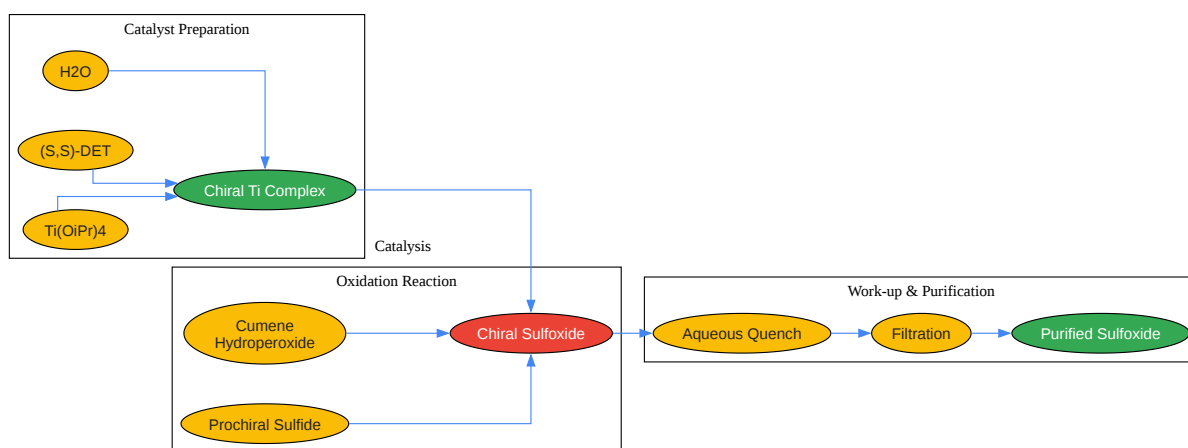 Catalyst Preparation
H2O
(S,S)-DET
Chiral Ti Complex
Ti(OiPr)4
Catalysis
Oxidation Reaction
Cumene
Hydroperoxide
Chiral Sulfoxide
Prochiral Sulfide
Work-up & Purification
Aqueous Quench
Filtration
Purified Sulfoxide